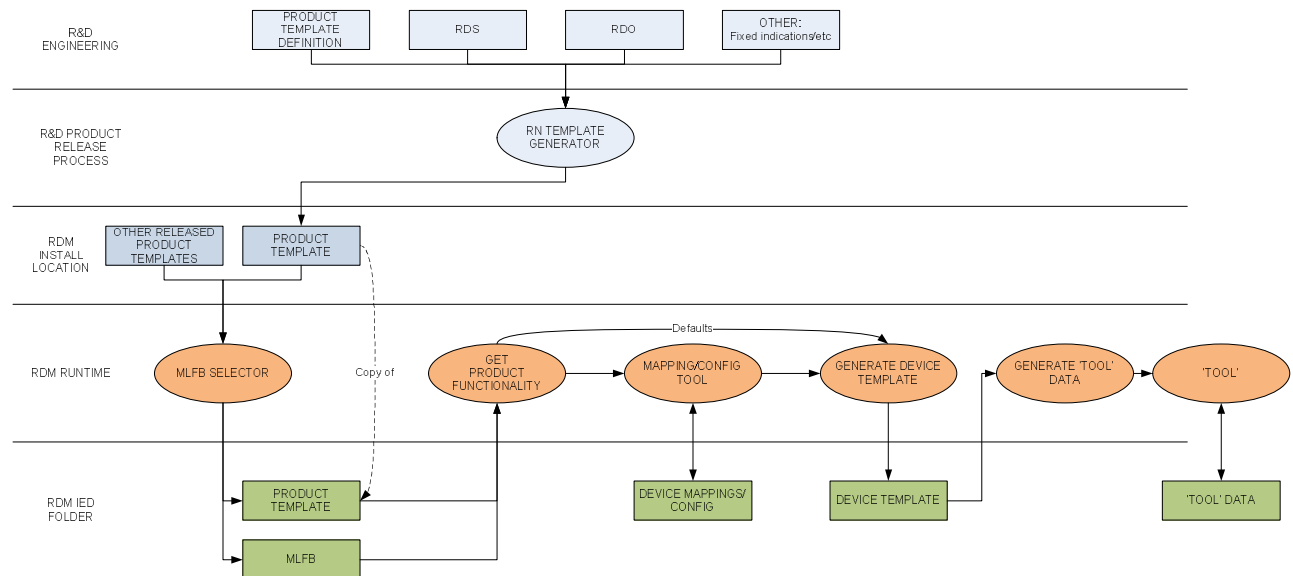 R&D
ENGINEERING
PRODUCT
TEMPLATE
DEFINITION
RDS
RDO
OTHER:
Fixed indications/etc
R&D PRODUCT
RELEASE
PROCESS
RN TEMPLATE
GENERATOR
RDM
INSTALL
LOCATION
OTHER RELEASED
PRODUCT
TEMPLATES
PRODUCT
TEMPLATE
Defaults
RDM RUNTIME
MLFB SELECTOR
Copy of
GET
PRODUCT
FUNCTIONALITY
MAPPING/CONFIG
TOOL
GENERATE DEVICE
TEMPLATE
GENERATE 'TOOL'
DATA
'TOOL'
RDM IED
FOLDER
PRODUCT
TEMPLATE
DEVICE MAPPINGS/
CONFIG
DEVICE TEMPLATE
'TOOL' DATA
MLFB